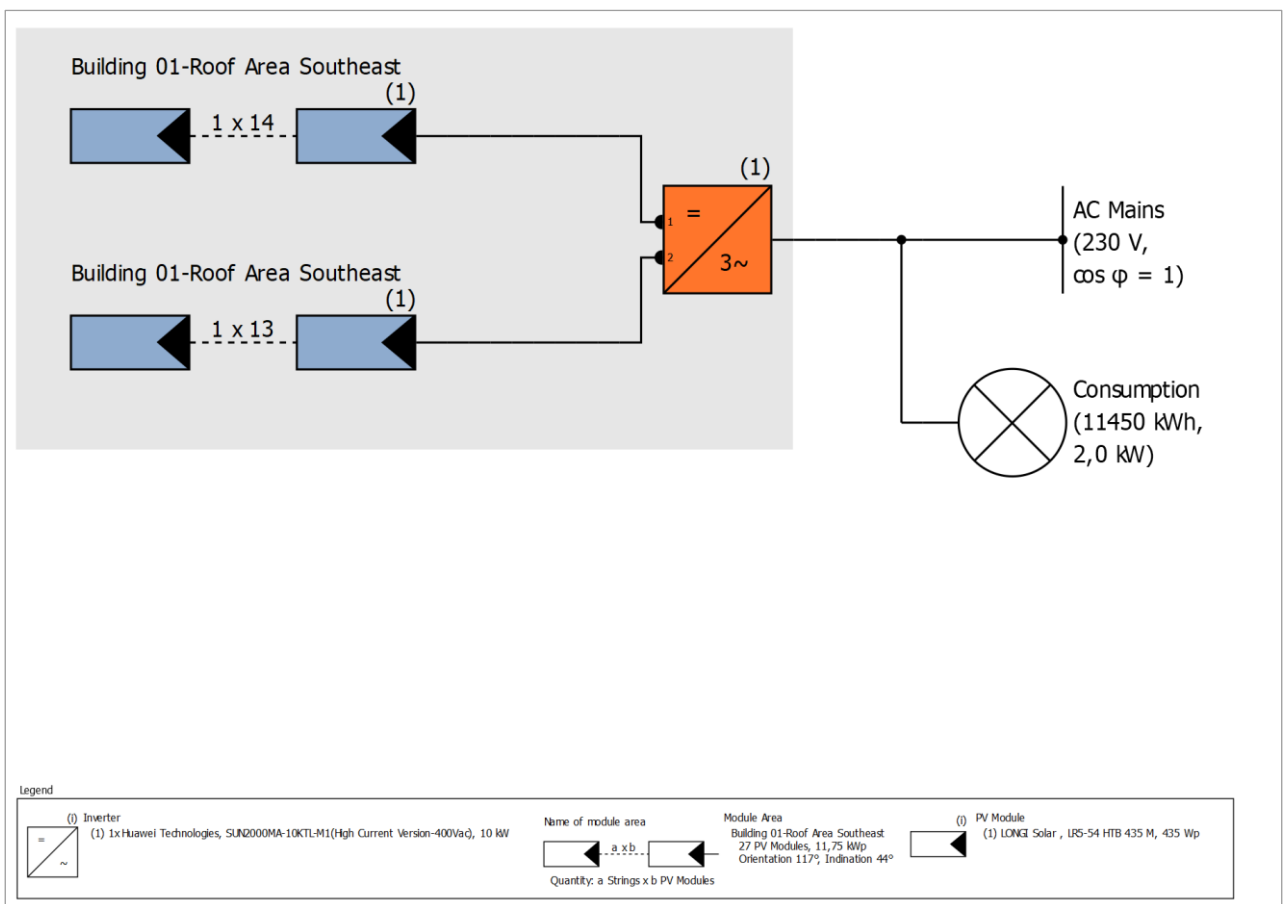 Building 01-Roof Area Southeast
(1)
1 x 14
(1)
1
=
2
3~
Building 01-Roof Area Southeast
(1)
1 x 13
AC Mains
(230 V,
cos φ = 1)
Consumption
(11450 kWh,
2,0 kW)
Legend
(i) Inverter
(1) 1x Huawei Technologies, SUN2000MA-10KTL-M1(High Current Version-400Vac), 10 kW
=
~
Name of module area
a x b
Quantity: a Strings x b PV Modules
Module Area
Building 01-Roof Area Southeast
27 PV Modules, 11,75 kWp
Orientation 117°, Inclination 44°
(i) PV Module
(1) LONGI Solar , LR5-54 HTB 435 M, 435 Wp